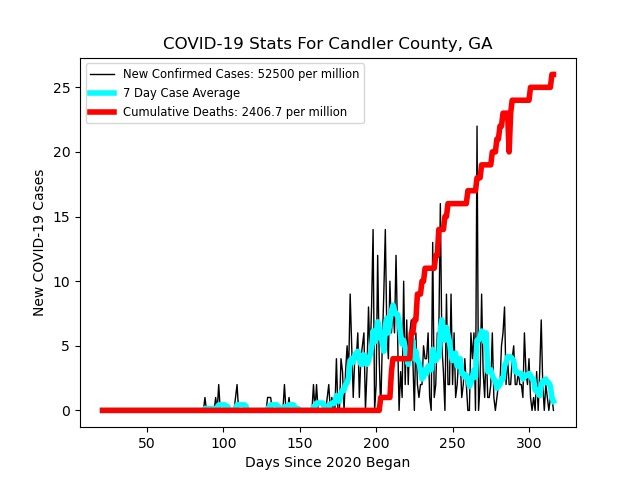 COVID-19 Stats For Candler County, GA
New Confirmed Cases: 52500 per million
7 Day Case Average
Cumulative Deaths: 2406.7 per million
New COVID-19 Cases
25
20
15
10
5
0
50 100 150 200 250 300
Days Since 2020 Began